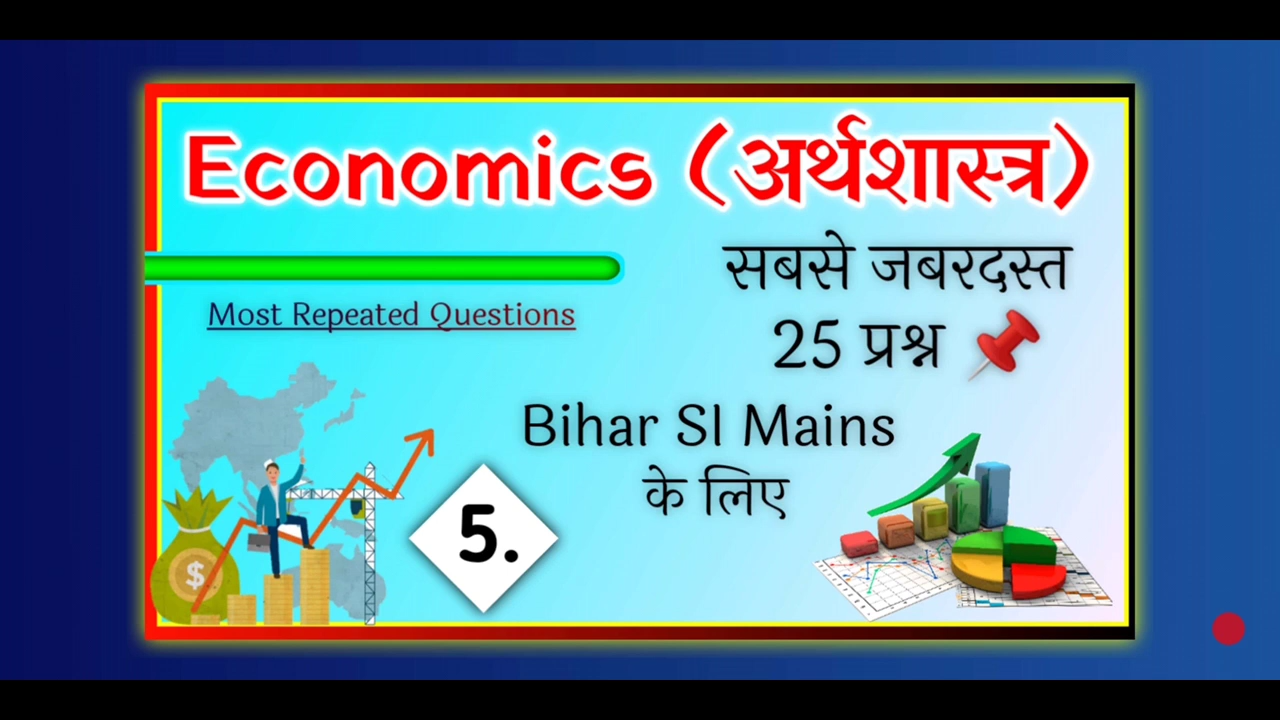 Economics (अर्थशास्त्र)
सबसे जबरदस्त
25 प्रश्न
Most Repeated Questions
Bihar SI Mains
के लिए
5.
$